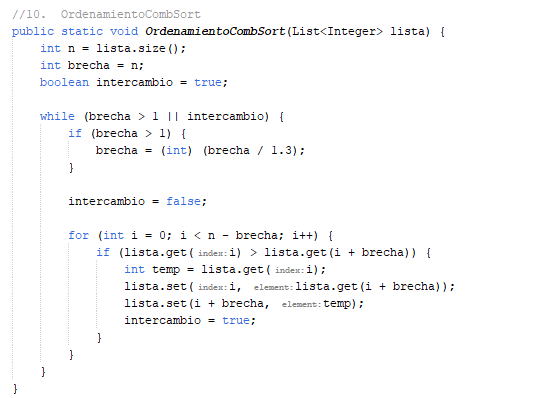 //10.  OrdenamientoCombSort
public static void OrdenamientoCombSort(List<Integer> lista) {
    int n = lista.size();
    int brecha = n;
    boolean intercambio = true;

    while (brecha > 1 || intercambio) {
        if (brecha > 1) {
            brecha = (int) (brecha / 1.3);
        }

        intercambio = false;

        for (int i = 0; i < n - brecha; i++) {
            if (lista.get( index: i) > lista.get(i + brecha)) {
                int temp = lista.get( index: i);
                lista.set( index: i,  element: lista.get(i + brecha));
                lista.set(i + brecha,  element: temp);
                intercambio = true;
            }
        }
    }
}